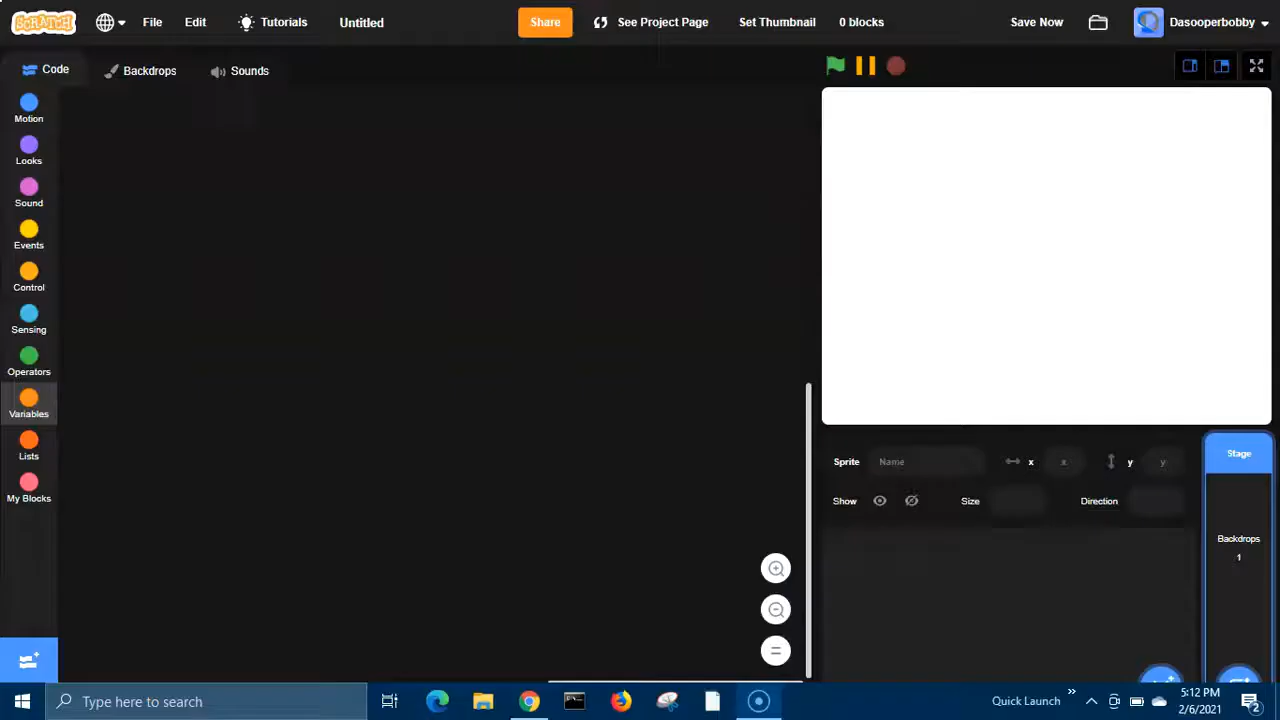 SCRATCH File Edit Tutorials Untitled Share See Project Page Set Thumbnail 0 blocks Save Now Dasooperbobby
Code Backdrops Sounds
Motion
Looks
Sound
Events
Control
Sensing
Operators
Variables
Lists
My Blocks
Sprite Name x x y y
Show Size Direction
Stage
Backdrops
1
Type here to search
Quick Launch
5:12 PM
2/6/2021
2